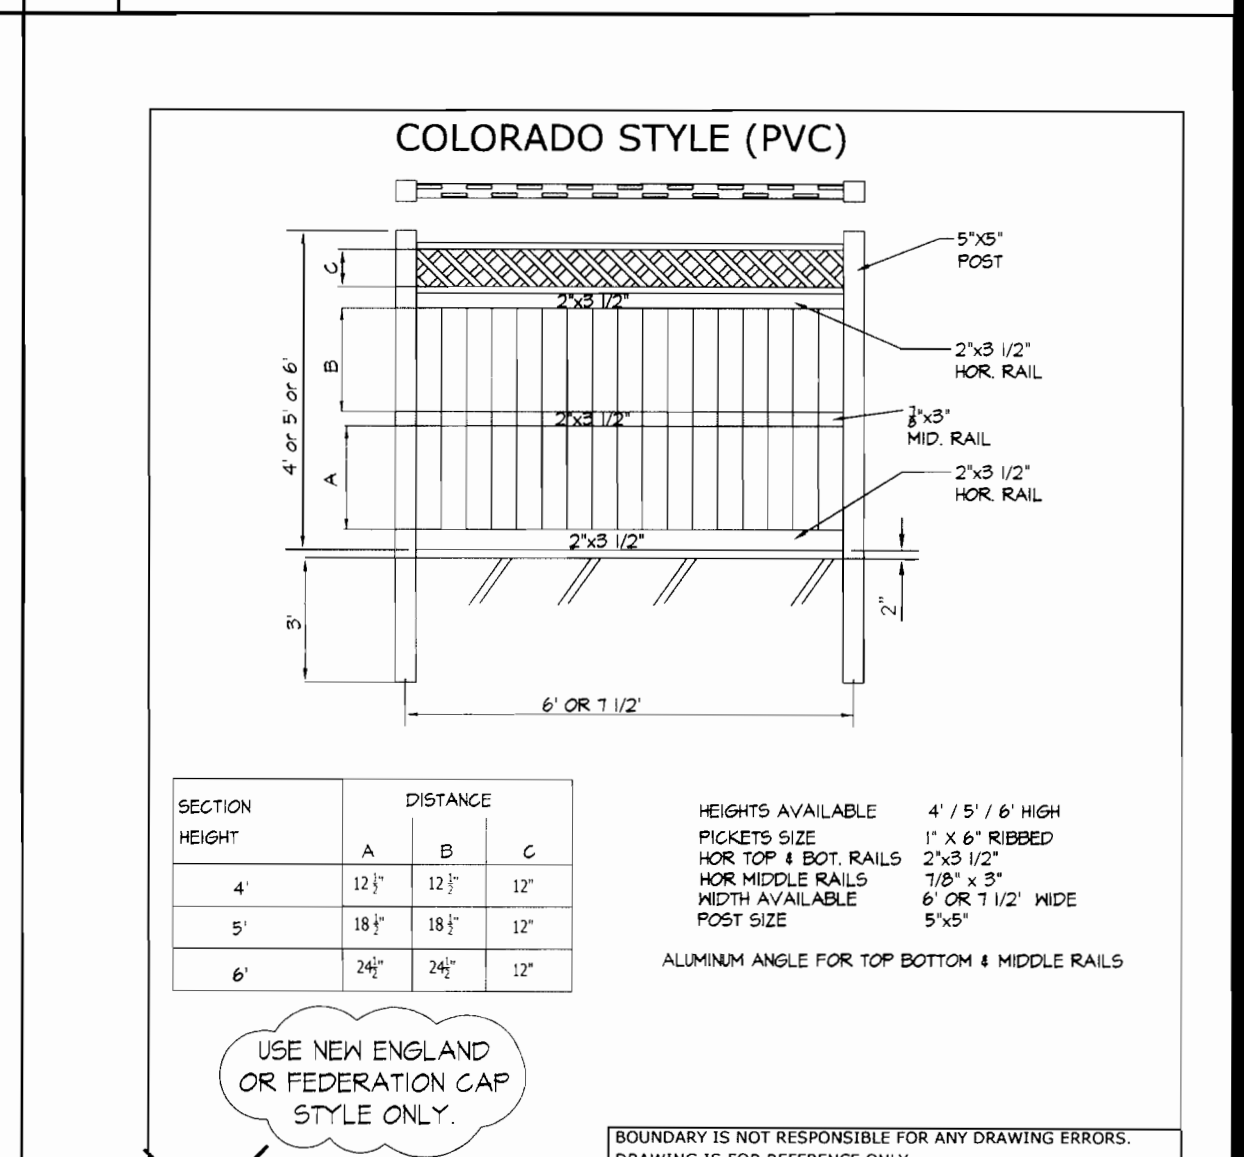 COLORADO STYLE (PVC)
5"X5"
POST
C
2"x3 1/2"
2"x3 1/2"
HOR. RAIL
B
4' or 5' or 6'
2"x3 1/2"
7/8"x3"
MID. RAIL
A
2"x3 1/2"
HOR. RAIL
2"x3 1/2"
3'
2"
6' OR 7 1/2'
SECTION HEIGHT
DISTANCE
A B C
4' 12 1/2" 12 1/2" 12"
5' 18 1/2" 18 1/2" 12"
6' 24 1/2" 24 1/2" 12"
HEIGHTS AVAILABLE 4' / 5' / 6' HIGH
PICKETS SIZE 1" X 6" RIBBED
HOR TOP & BOT. RAILS 2"x3 1/2"
HOR MIDDLE RAILS 7/8" x 3"
WIDTH AVAILABLE 6' OR 7 1/2' WIDE
POST SIZE 5"x5"
ALUMINUM ANGLE FOR TOP BOTTOM & MIDDLE RAILS
USE NEW ENGLAND
OR FEDERATION CAP
STYLE ONLY.
BOUNDARY IS NOT RESPONSIBLE FOR ANY DRAWING ERRORS.
DRAWING IS FOR REFERENCE ONLY